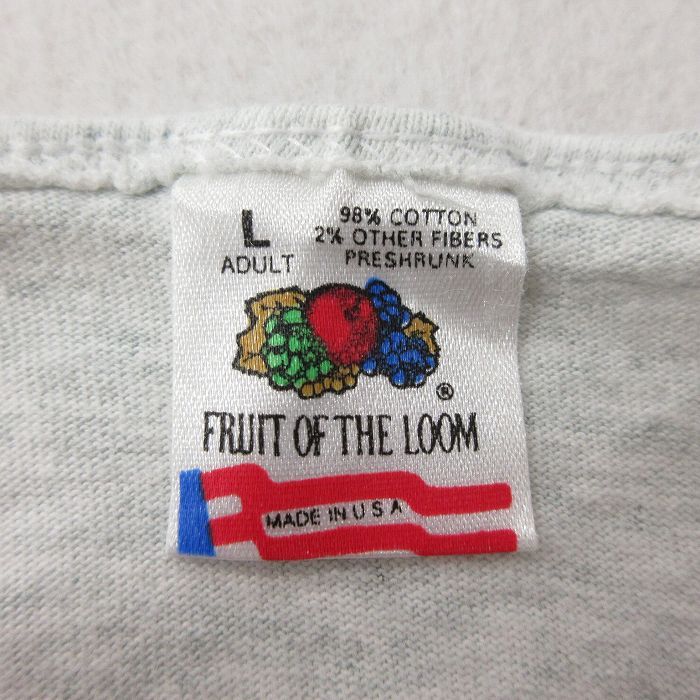 L
ADULT
98% COTTON
2% OTHER FIBERS
PRESHRUNK
®
FRUIT OF THE LOOM
MADE IN U S A